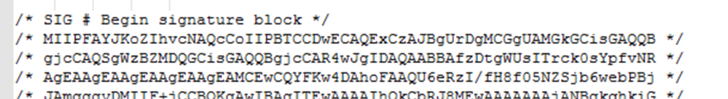 /* SIG # Begin signature block */
/* MIIPFAYJKoZIhvcNAQcCoIIPBTCCDwECAQExCzAJBgUrDgMCGgUAMGkGCisGAQQB */
/* gjcCAQSgWzBZMDQGCisGAQQBgjcCAR4wJgIDAQAABBAfzDtgWUsITrck0sYpfvNR */
/* AgEAAgEAAgEAAgEAAgEAMCEwCQYFKw4DAhoFAAQU6eRzI/fH8f05NZSjb6webPBj */